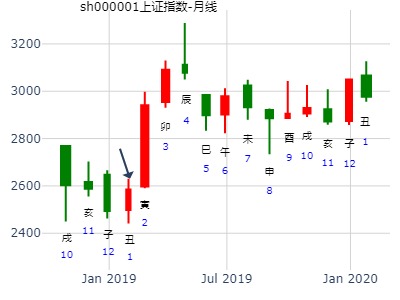 sh000001上证指数-月线
3200
3000
2800
2600
2400
戌
10
亥
11
子
12
丑
1
寅
2
卯
3
辰
4
巳
5
午
6
未
7
申
8
酉
9
戌
10
亥
11
子
12
丑
1
Jan 2019
Jul 2019
Jan 2020